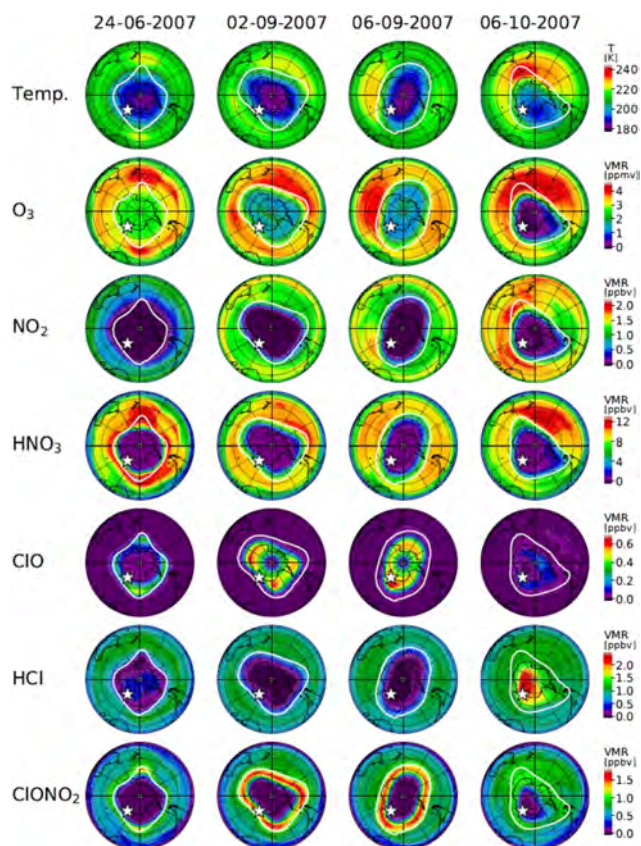 24-06-2007 02-09-2007 06-09-2007 06-10-2007
Temp.
T
[K]
240
220
200
180
O₃
VMR
[ppmv]
4
3
2
1
0
NO₂
VMR
[ppbv]
2.0
1.5
1.0
0.5
0.0
HNO₃
VMR
[ppbv]
12
8
4
0
ClO
VMR
[ppbv]
0.6
0.4
0.2
0.0
HCl
VMR
[ppbv]
2.0
1.5
1.0
0.5
0.0
ClONO₂
VMR
[ppbv]
1.5
1.0
0.5
0.0